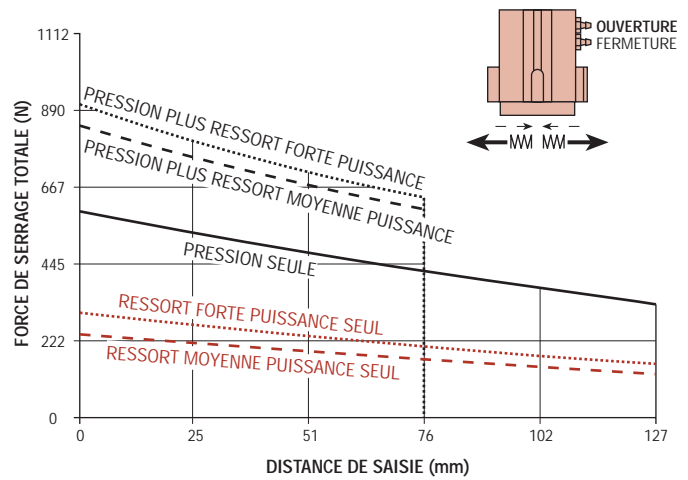 OUVERTURE
FERMETURE
FORCE DE SERRAGE TOTALE (N)
1112
890
667
445
222
0
PRESSION PLUS RESSORT FORTE PUISSANCE
PRESSION PLUS RESSORT MOYENNE PUISSANCE
PRESSION SEULE
RESSORT FORTE PUISSANCE SEUL
RESSORT MOYENNE PUISSANCE SEUL
0 25 51 76 102 127
DISTANCE DE SAISIE (mm)